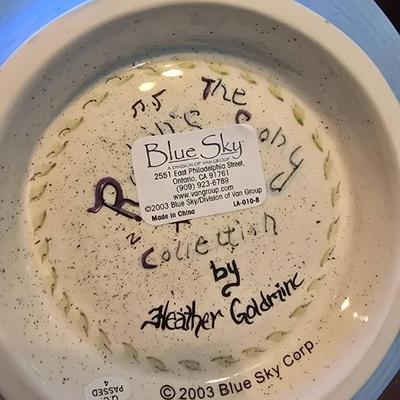 The
Blue Sky
A DIVISION OF VAN GROUP
2551 East Philadelphia Street,
Ontario, CA 91761
(909) 923-6789
www.vangroup.com
©2003 Blue Sky/Division of Van Group
Made in China LA-010-8
Collection
by
Heather Goldminc
© 2003 Blue Sky Corp
PASSED
4